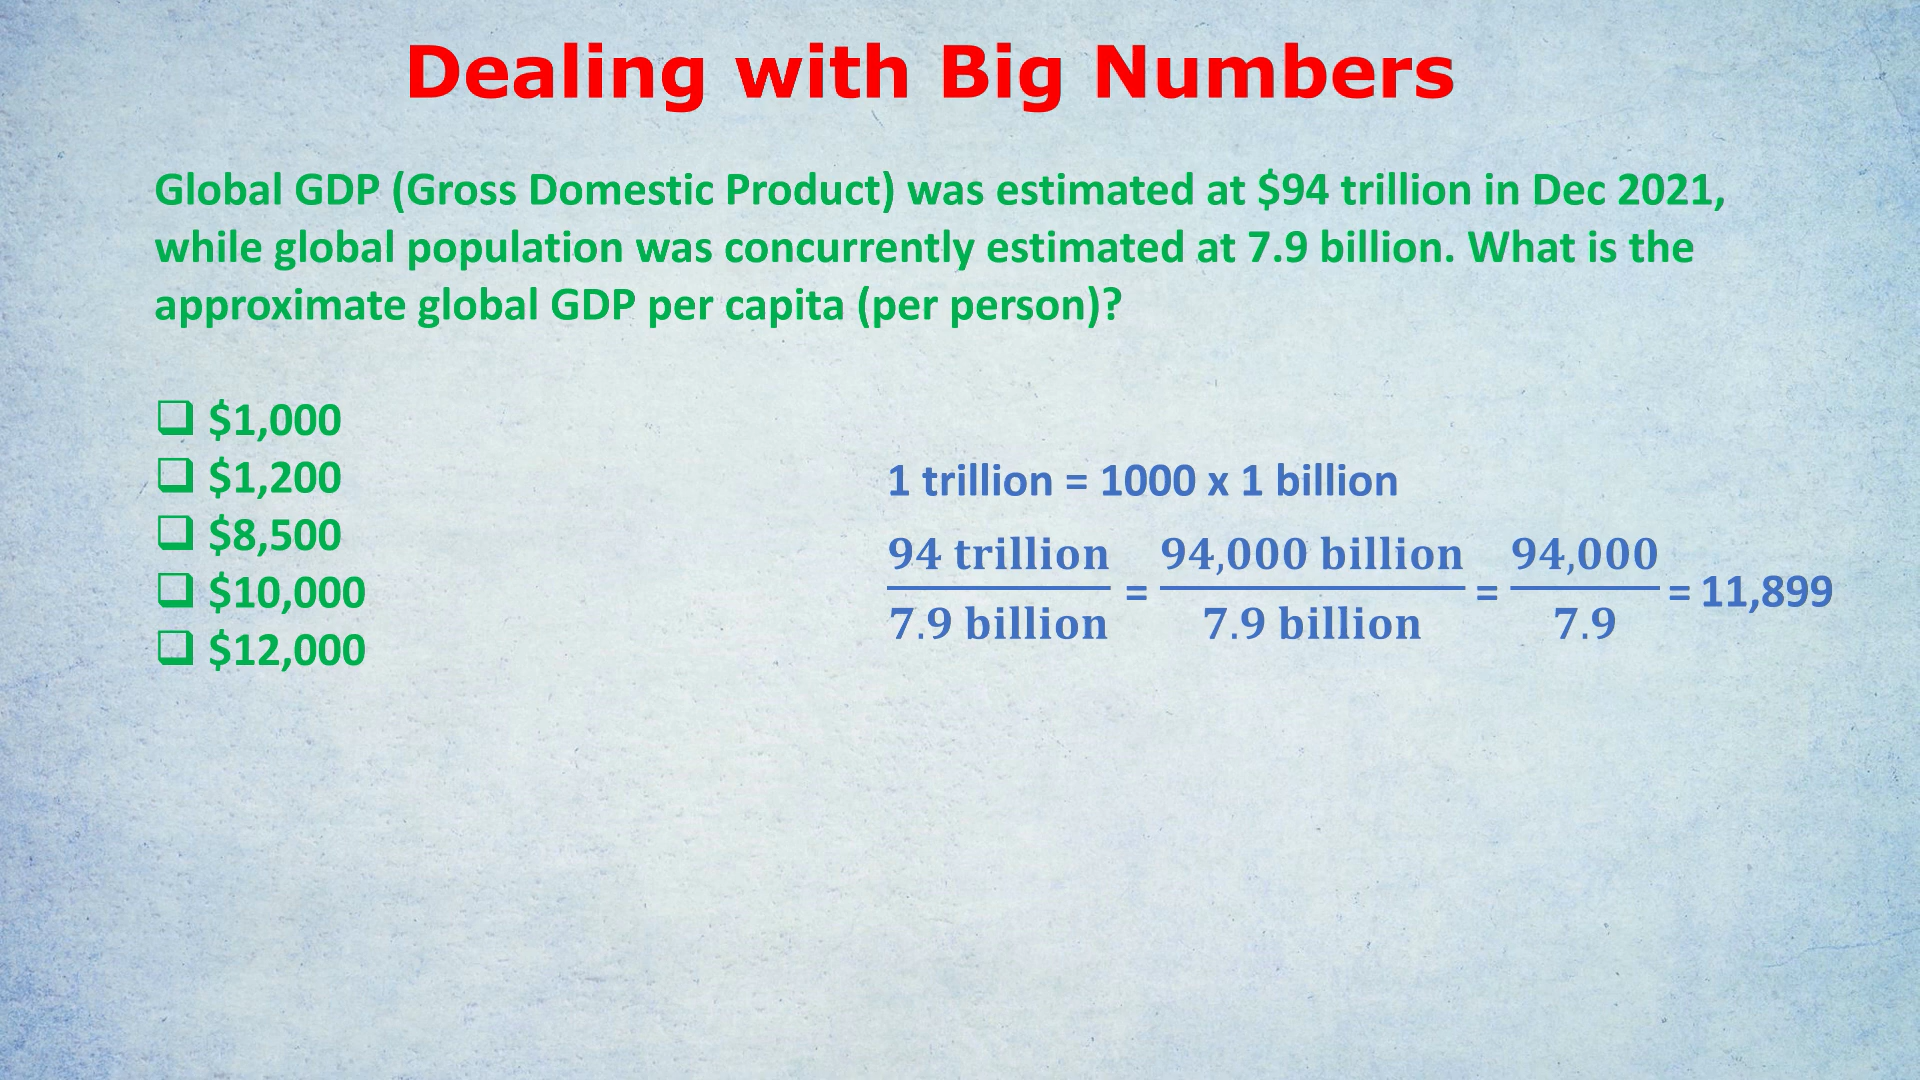 Dealing with Big Numbers
Global GDP (Gross Domestic Product) was estimated at $94 trillion in Dec 2021,
while global population was concurrently estimated at 7.9 billion. What is the
approximate global GDP per capita (per person)?
❑ $1,000
❑ $1,200
❑ $8,500
❑ $10,000
❑ $12,000
1 trillion = 1000 x 1 billion
94 trillion / 7.9 billion = 94,000 billion / 7.9 billion = 94,000 / 7.9 = 11,899